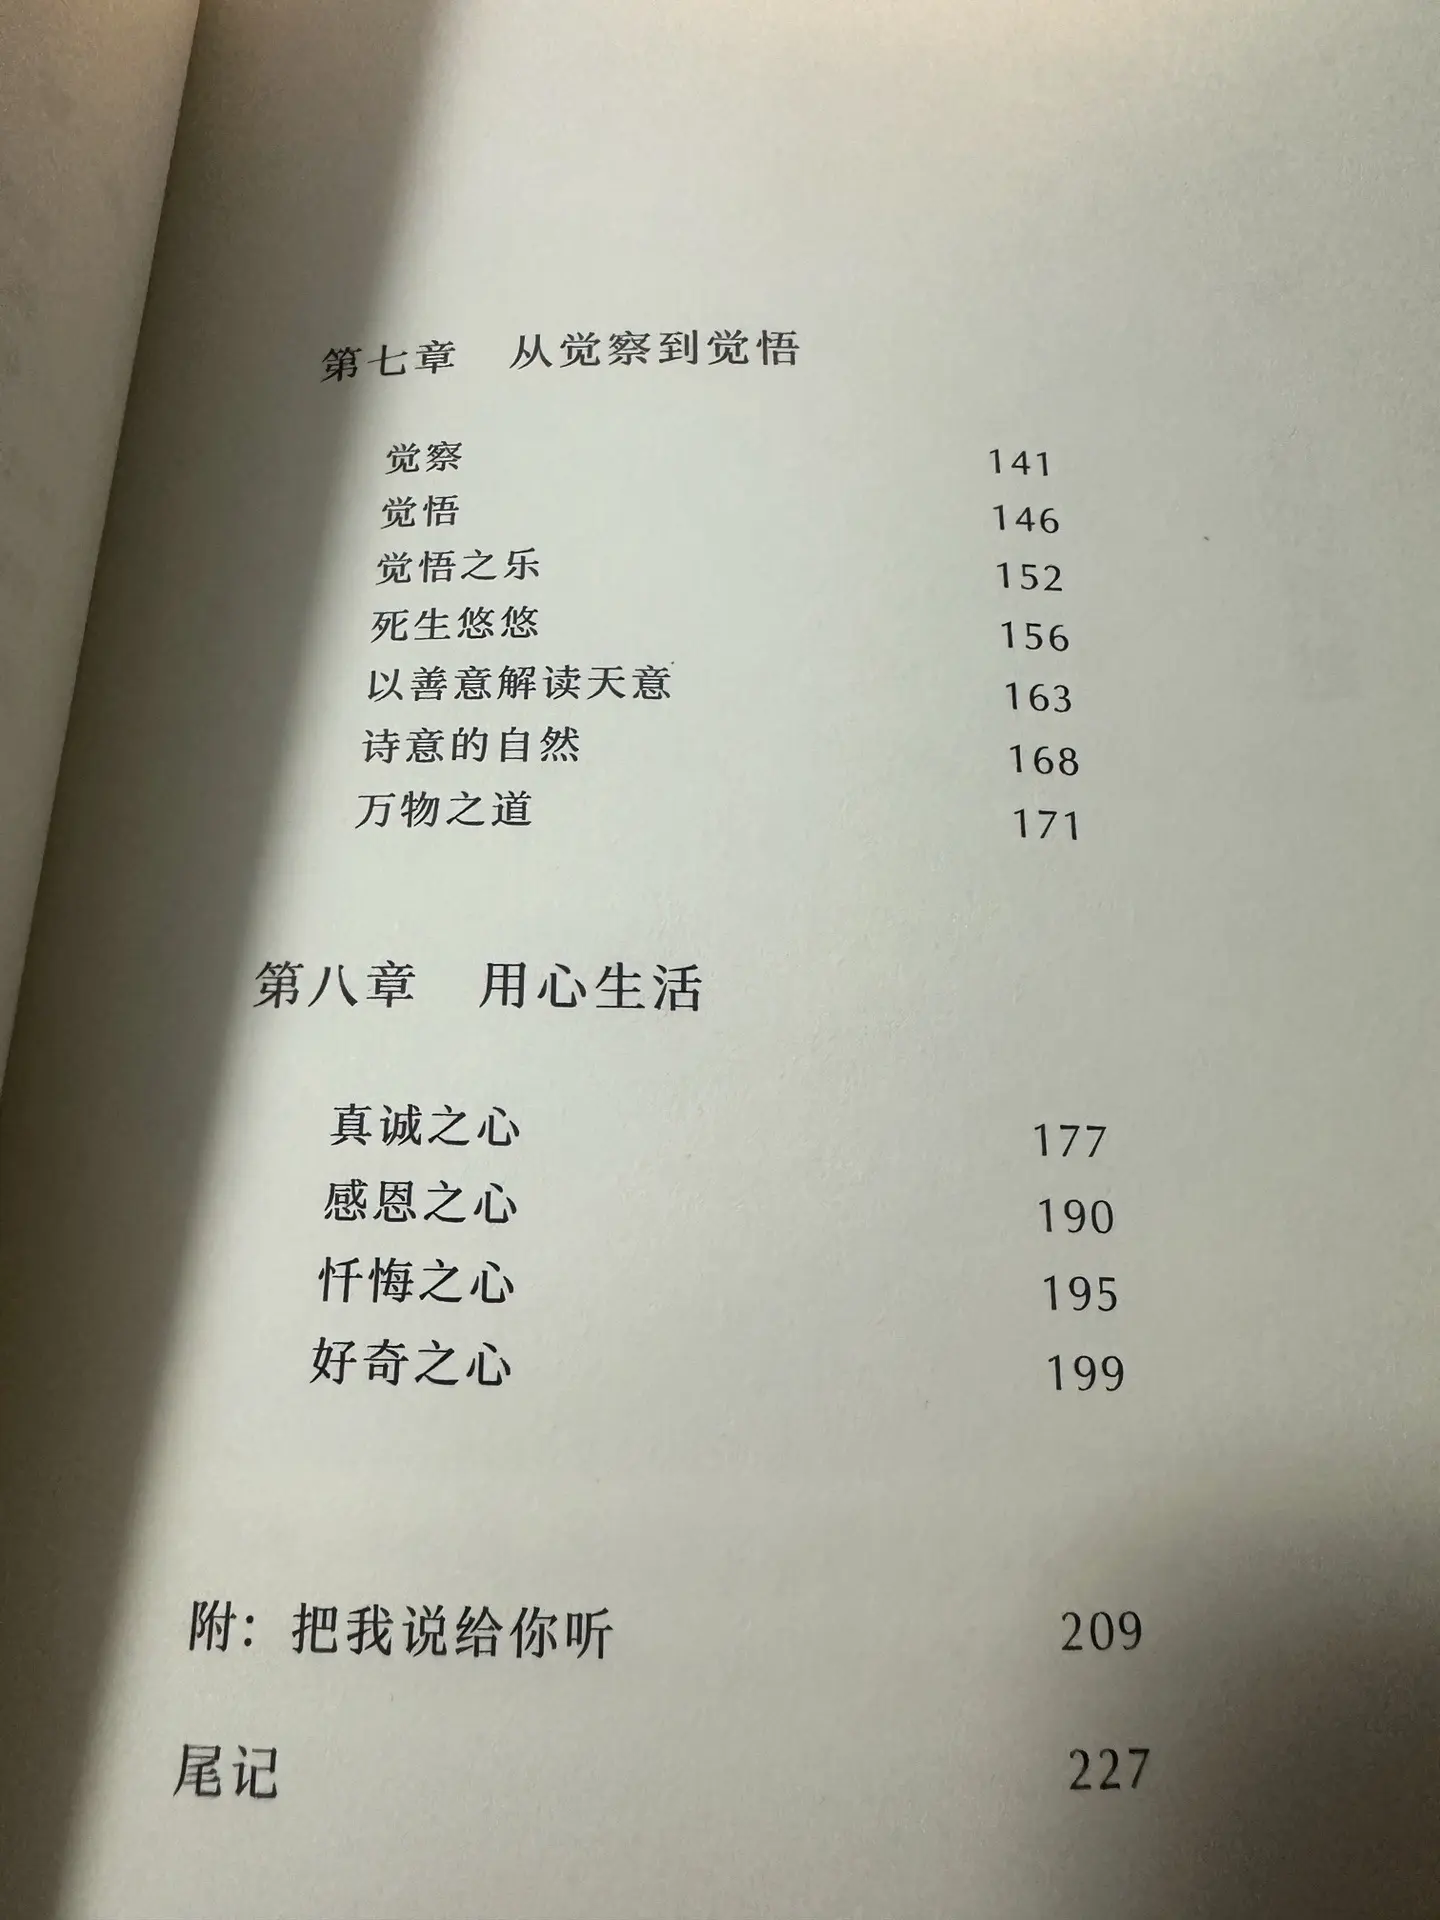 第七章 从觉察到觉悟
觉察 141
觉悟 146
觉悟之乐 152
死生悠悠 156
以善意解读天意 163
诗意的自然 168
万物之道 171
第八章 用心生活
真诚之心 177
感恩之心 190
忏悔之心 195
好奇之心 199
附：把我说给你听 209
尾记 227